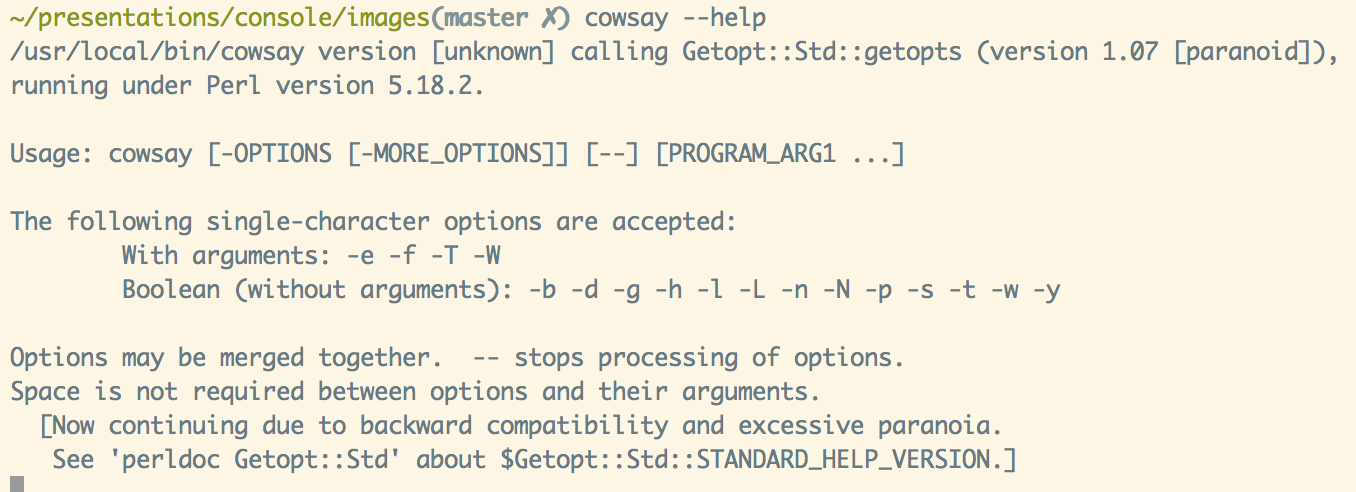 ~/presentations/console/images(master ✗) cowsay --help
/usr/local/bin/cowsay version [unknown] calling Getopt::Std::getopts (version 1.07 [paranoid]),
running under Perl version 5.18.2.

Usage: cowsay [-OPTIONS [-MORE_OPTIONS]] [--] [PROGRAM_ARG1 ...]

The following single-character options are accepted:
        With arguments: -e -f -T -W
        Boolean (without arguments): -b -d -g -h -l -L -n -N -p -s -t -w -y

Options may be merged together.  -- stops processing of options.
Space is not required between options and their arguments.
  [Now continuing due to backward compatibility and excessive paranoia.
   See 'perldoc Getopt::Std' about $Getopt::Std::STANDARD_HELP_VERSION.]